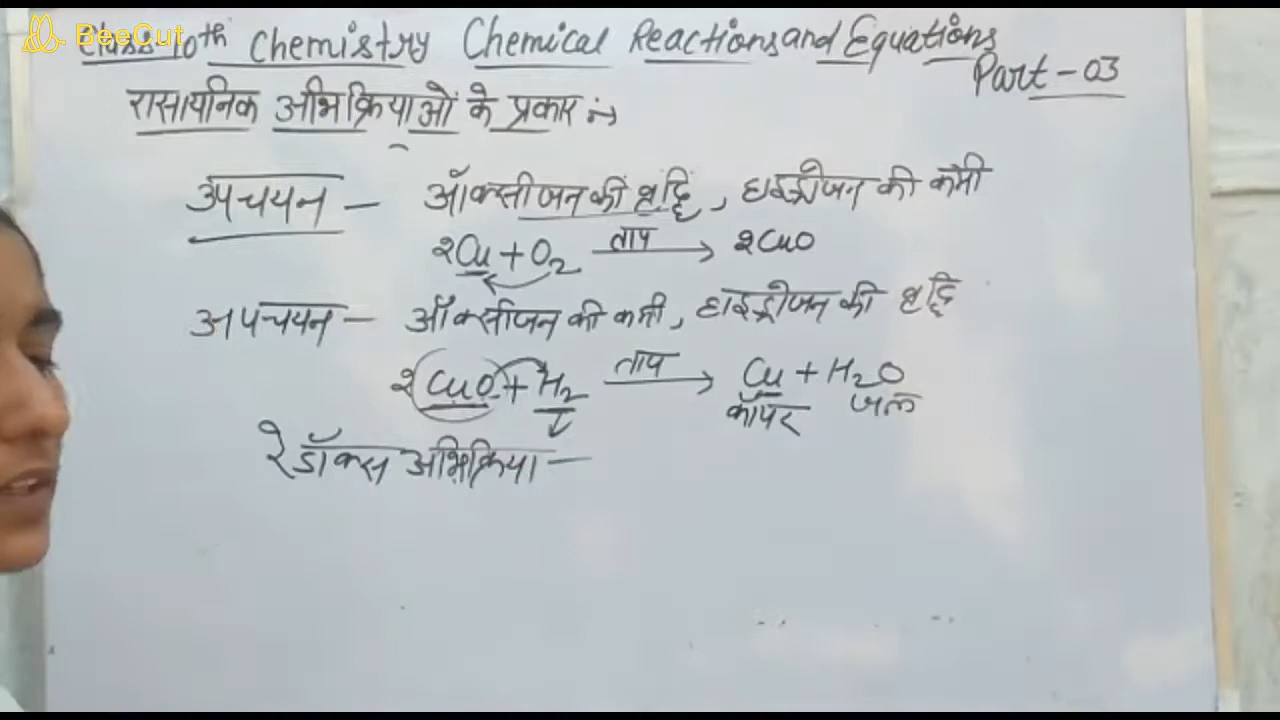 BeeCut
Class-10th Chemistry Chemical Reactions and Equations
Part-03
रासायनिक अभिक्रियाओं के प्रकार :→
उपचयन - ऑक्सीजन की वृद्धि, हाइड्रोजन की कमी
2Cu + O2 ताप → 2CuO
अपचयन - ऑक्सीजन की कमी, हाइड्रोजन की वृद्धि
2CuO + H2 ताप → Cu + H2O
कॉपर जल
रेडॉक्स अभिक्रिया -